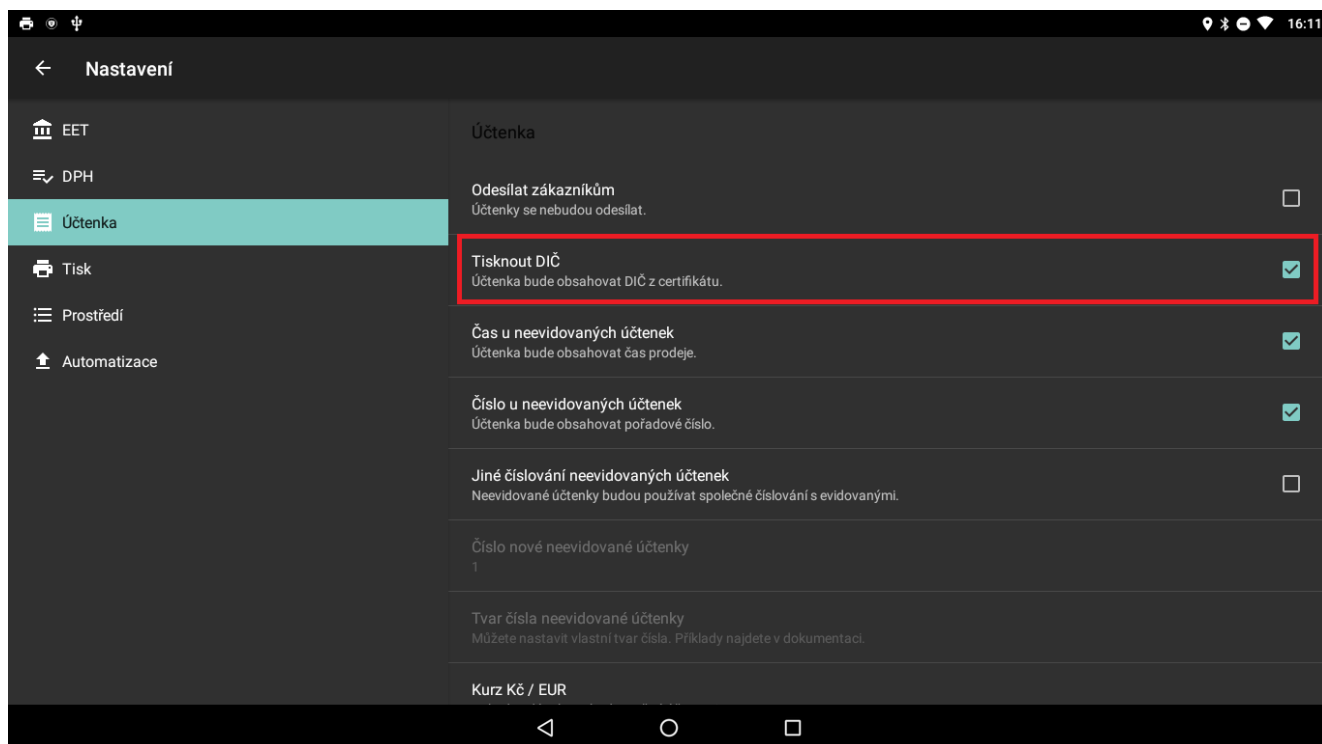 16:11
Nastavení
EET
DPH
Účtenka
Tisk
Prostředí
Automatizace
Účtenka
Odesílat zákazníkům
Účtenky se nebudou odesílat.
Tisknout DIČ
Účtenka bude obsahovat DIČ z certifikátu.
Čas u neevidovaných účtenek
Účtenka bude obsahovat čas prodeje.
Číslo u neevidovaných účtenek
Účtenka bude obsahovat pořadové číslo.
Jiné číslování neevidovaných účtenek
Neevidované účtenky budou používat společné číslování s evidovanými.
Číslo nové neevidované účtenky
1
Tvar čísla neevidované účtenky
Můžete nastavit vlastní tvar čísla. Příklady najdete v dokumentaci.
Kurz Kč / EUR